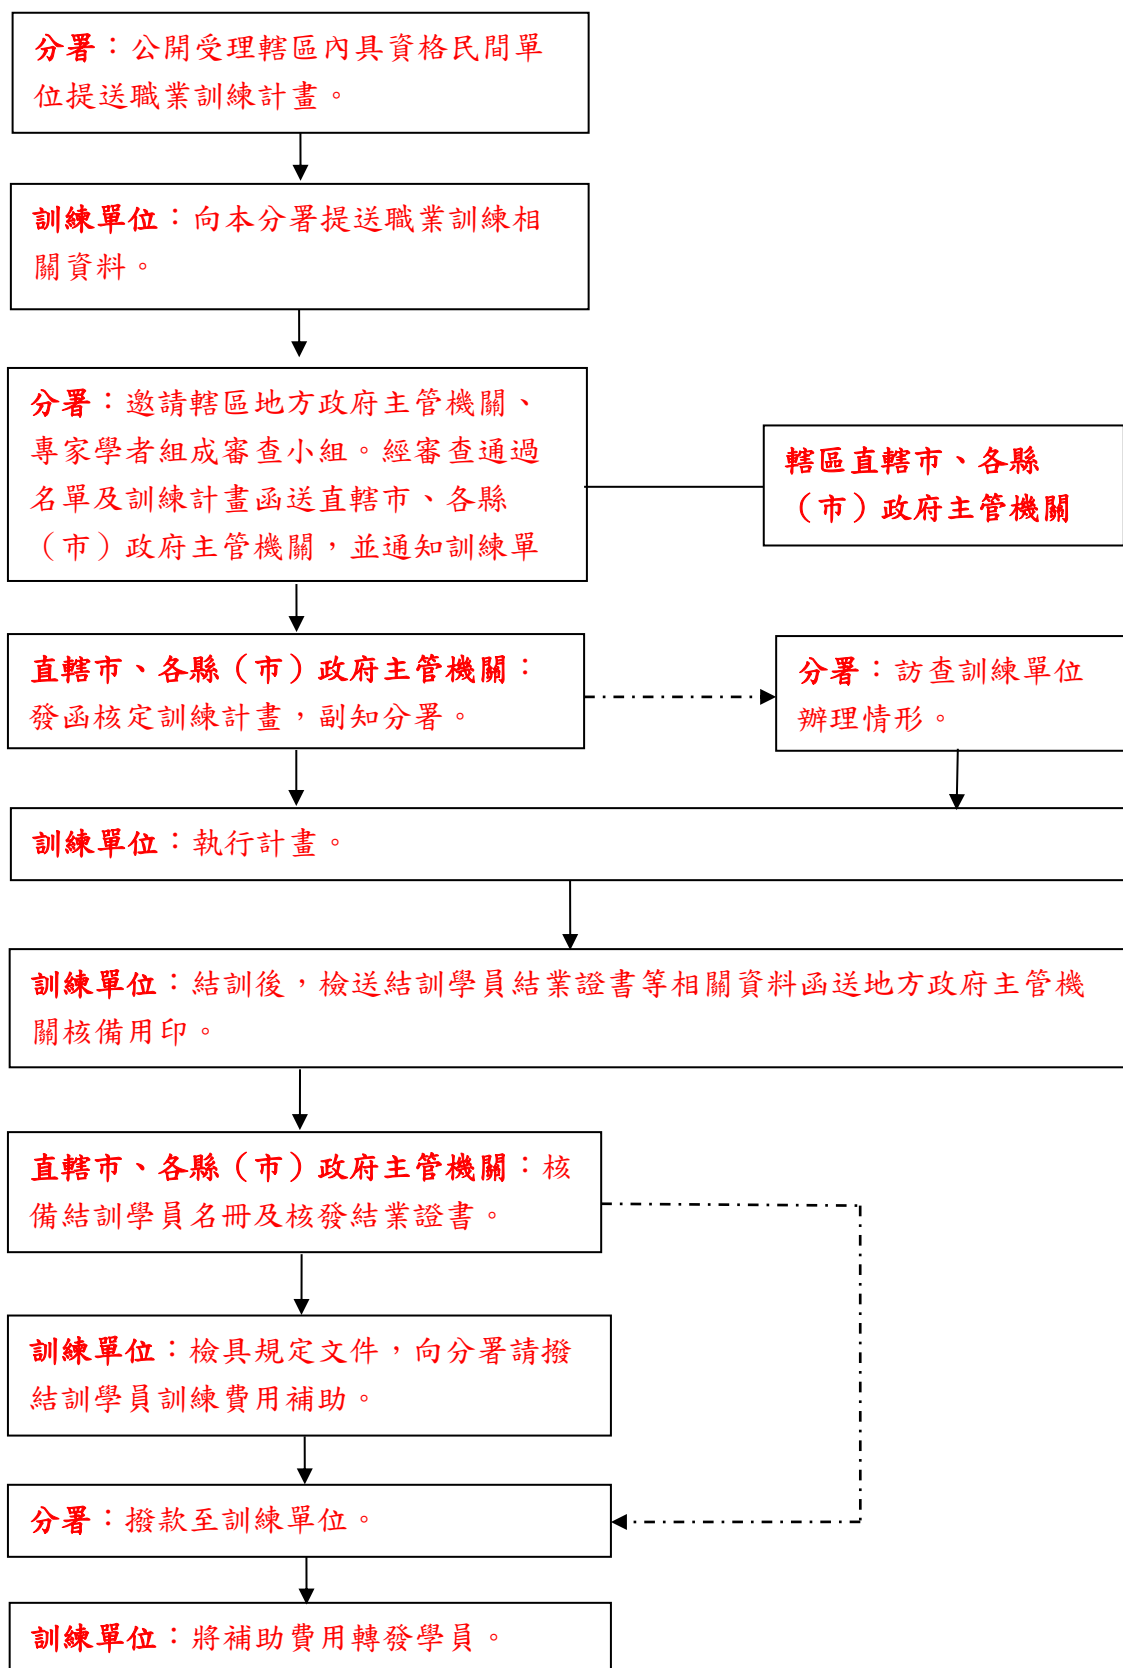 分署：公開受理轄區內具資格民間單
位提送職業訓練計畫。
訓練單位：向本分署提送職業訓練相
關資料。
分署：邀請轄區地方政府主管機關、
專家學者組成審查小組。經審查通過
名單及訓練計畫函送直轄市、各縣
（市）政府主管機關，並通知訓練單
轄區直轄市、各縣
（市）政府主管機關
直轄市、各縣（市）政府主管機關：
發函核定訓練計畫，副知分署。
分署：訪查訓練單位
辦理情形。
訓練單位：執行計畫。
訓練單位：結訓後，檢送結訓學員結業證書等相關資料函送地方政府主管機
關核備用印。
直轄市、各縣（市）政府主管機關：核
備結訓學員名冊及核發結業證書。
訓練單位：檢具規定文件，向分署請撥
結訓學員訓練費用補助。
分署：撥款至訓練單位。
訓練單位：將補助費用轉發學員。